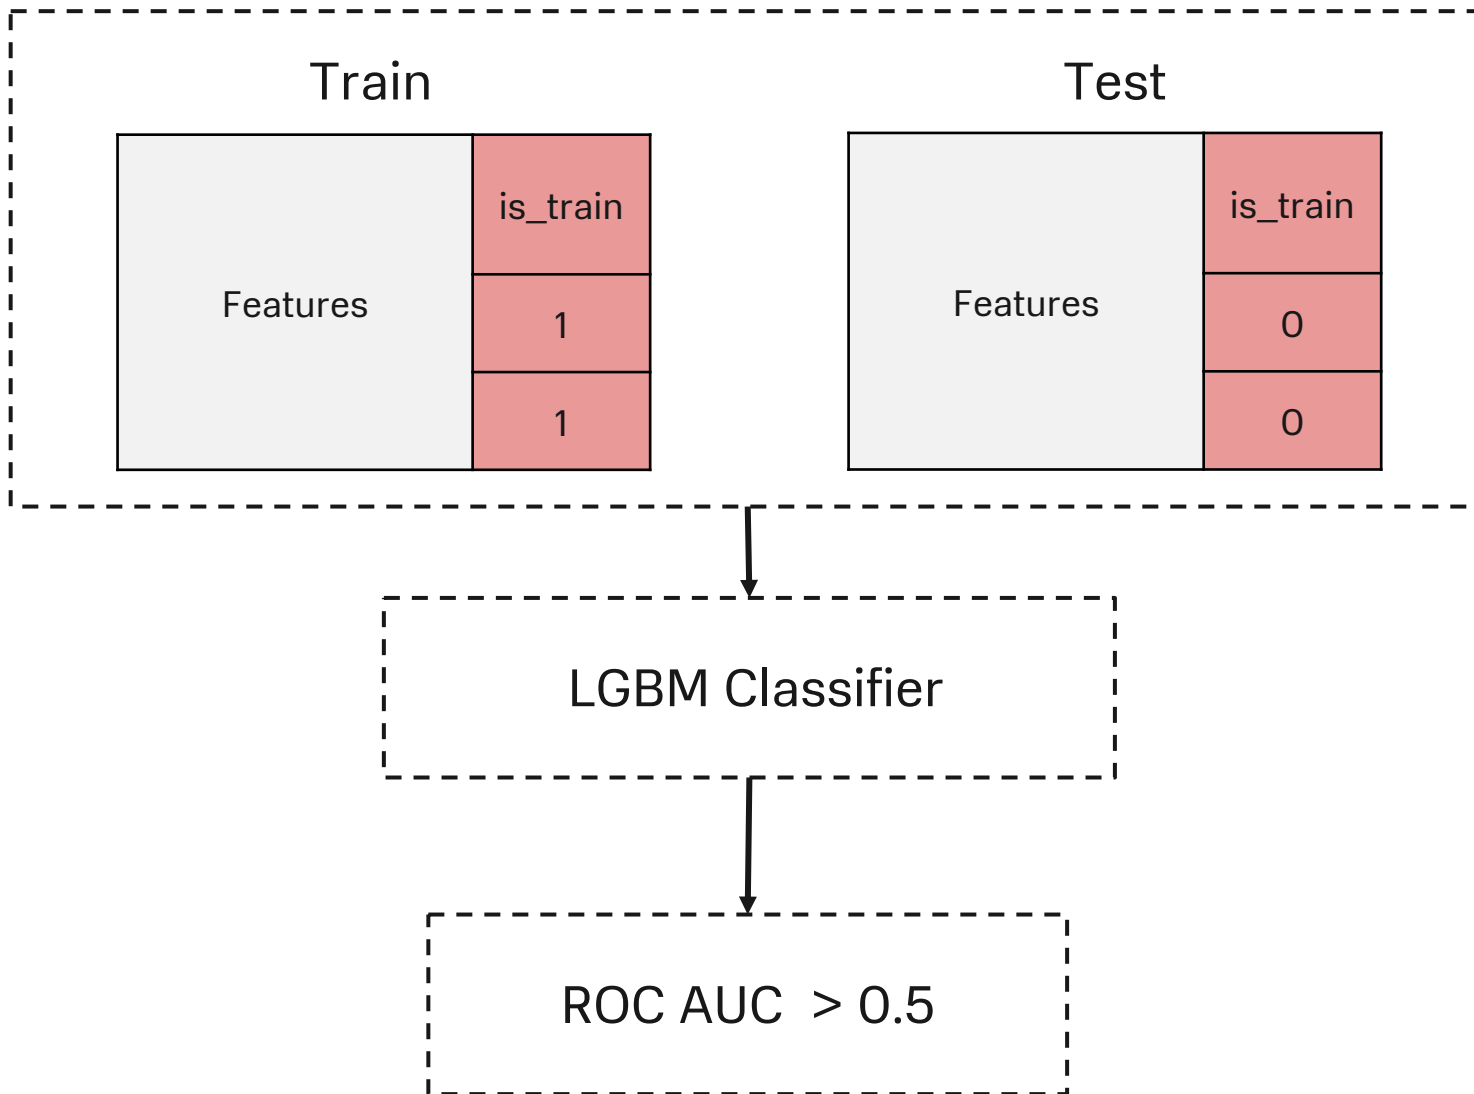 Train
Test
Features
is_train
1
1
Features
is_train
0
0
LGBM Classifier
ROC AUC > 0.5